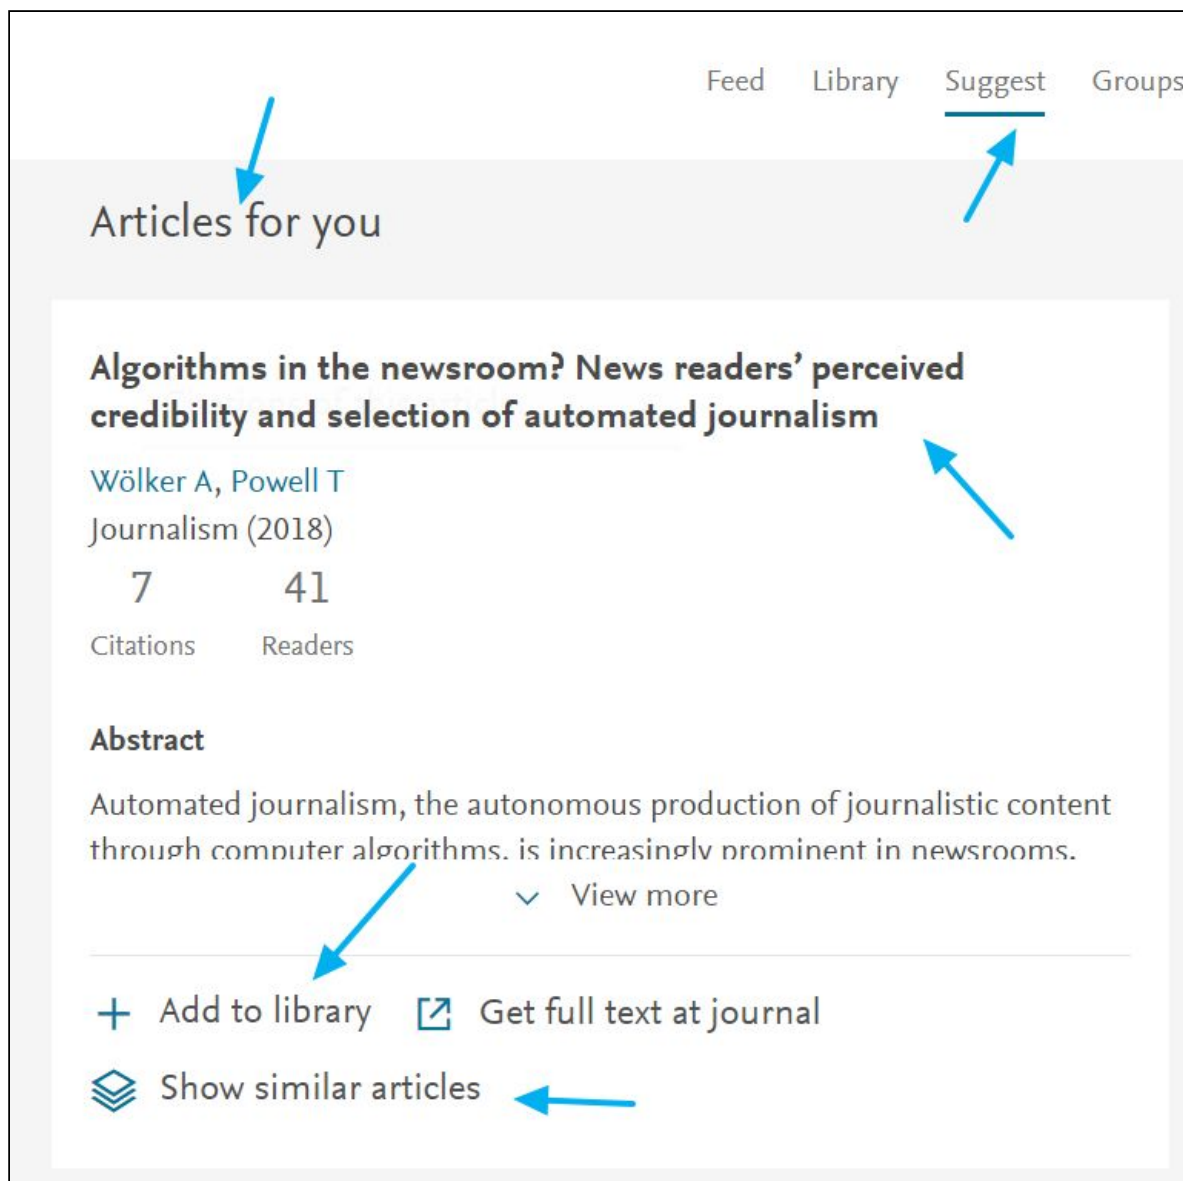 Feed Library Suggest Groups
Articles for you
Algorithms in the newsroom? News readers’ perceived
credibility and selection of automated journalism
Wölker A, Powell T
Journalism (2018)
7 41
Citations Readers
Abstract
Automated journalism, the autonomous production of journalistic content
through computer algorithms, is increasingly prominent in newsrooms.
View more
Add to library Get full text at journal
Show similar articles